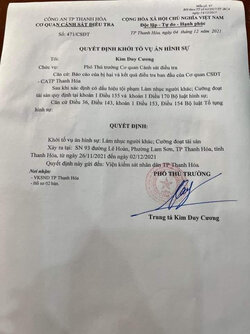 CÔNG AN TP THANH HÓA
CƠ QUAN CẢNH SÁT ĐIỀU TRA
Số: 471/CSĐT
CỘNG HÒA XÃ HỘI CHỦ NGHĨA VIỆT NAM
Độc lập - Tự do - Hạnh phúc
TP Thanh Hóa, ngày 04 tháng 12 năm 2021
QUYẾT ĐỊNH KHỞI TỐ VỤ ÁN HÌNH SỰ
Tôi: Kim Duy Cương
Chức vụ: Phó Thủ trưởng Cơ quan Cảnh sát điều tra
Căn cứ: Báo cáo của bị hại và kết quả điều tra ban đầu của Cơ quan CSĐT
- CATP Thanh Hóa
Sau khi xác định có dấu hiệu tội phạm Làm nhục người khác; Cưỡng đoạt tài
sản quy định tại khoản 1 Điều 155 và khoản 1 Điều 170 Bộ luật hình sự;
Căn cứ Điều 36, Điều 143, khoản 1 Điều 153, Điều 154 Bộ luật Tố tụng
hình sự;
QUYẾT ĐỊNH:
Khởi tố vụ án hình sự: Làm nhục người khác; Cưỡng đoạt tài sản
Xảy ra tại: SN 93 đường Lê Hoàn, Phường Lam Sơn, TP Thanh Hóa, tỉnh
Thanh Hóa, từ ngày 26/11/2021 đến ngày 02/12/2021
Quyết định này gửi đến: Viện kiểm sát nhân dân TP Thanh Hóa
Nơi nhận:
- VKSND TP Thanh Hóa
- Hồ sơ 02 bản.
PHÓ THỦ TRƯỞNG
Trung tá Kim Duy Cương